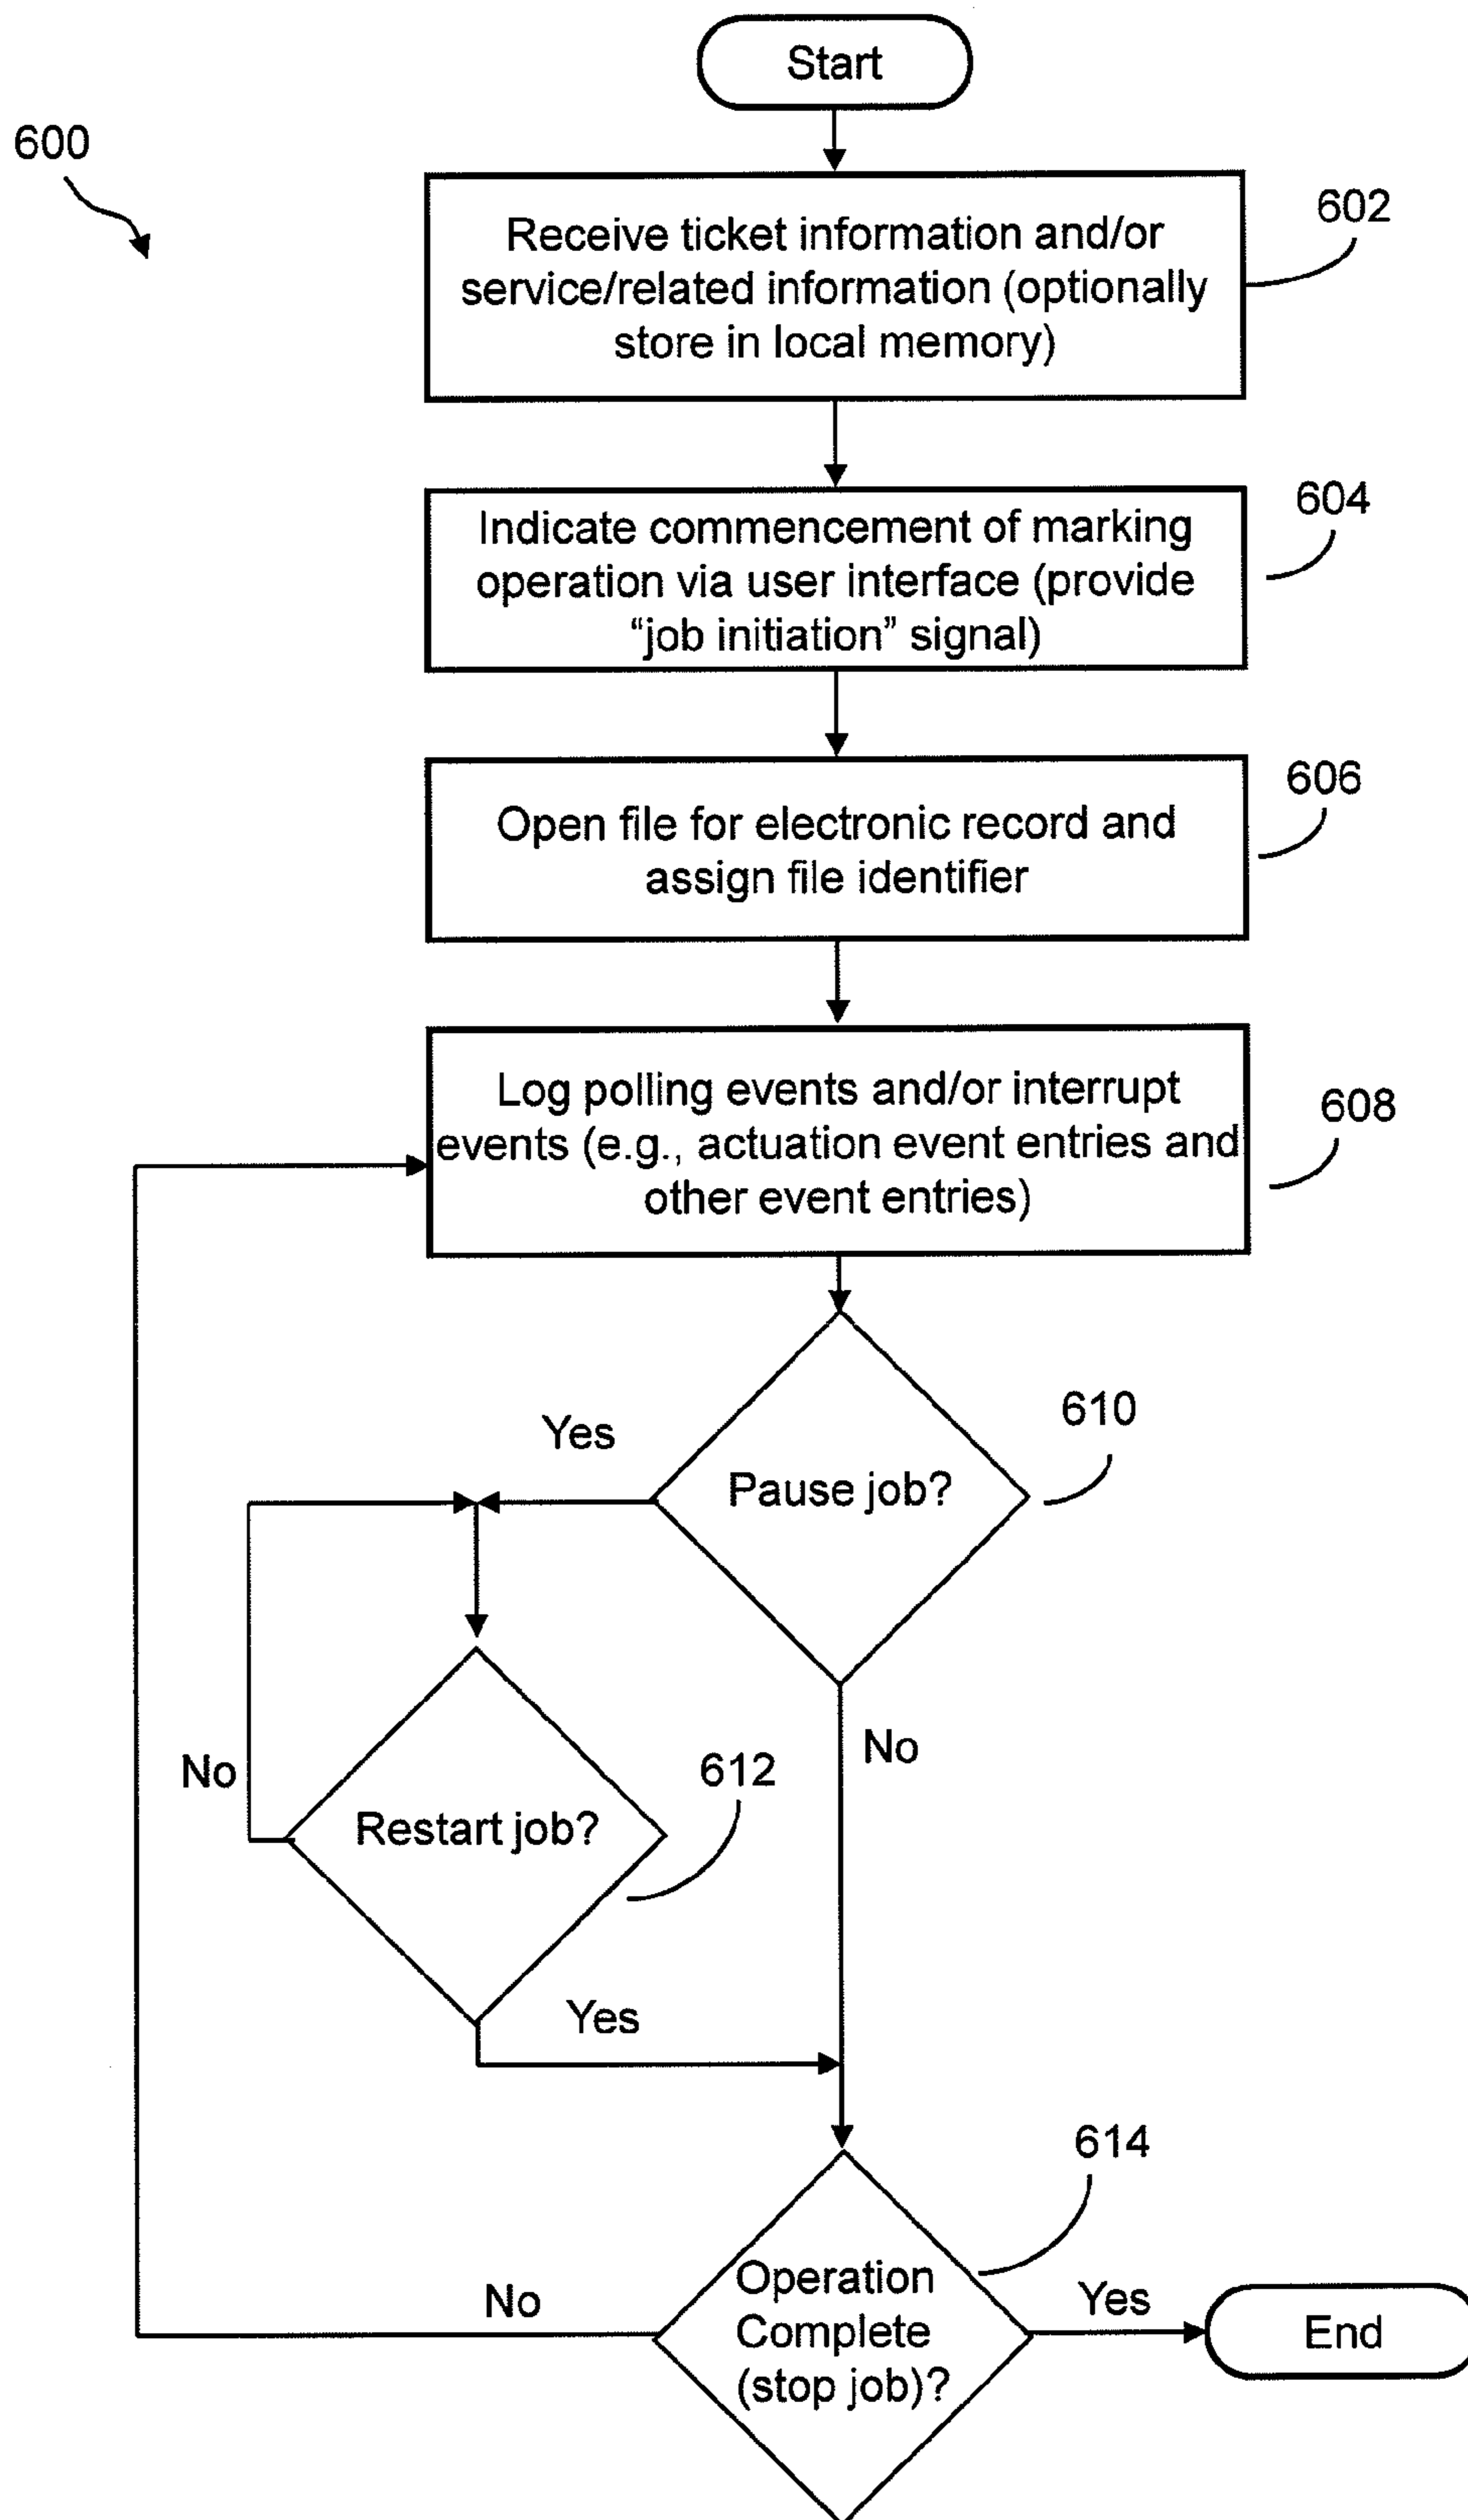 Start
600
Receive ticket information and/or
service/related information (optionally
store in local memory)
602
Indicate commencement of marking
operation via user interface (provide
“job initiation” signal)
604
Open file for electronic record and
assign file identifier
606
Log polling events and/or interrupt
events (e.g., actuation event entries and
other event entries)
608
Pause job?
610
Yes
No
Restart job?
612
No
Yes
Operation
Complete
(stop job)?
614
No
Yes
End